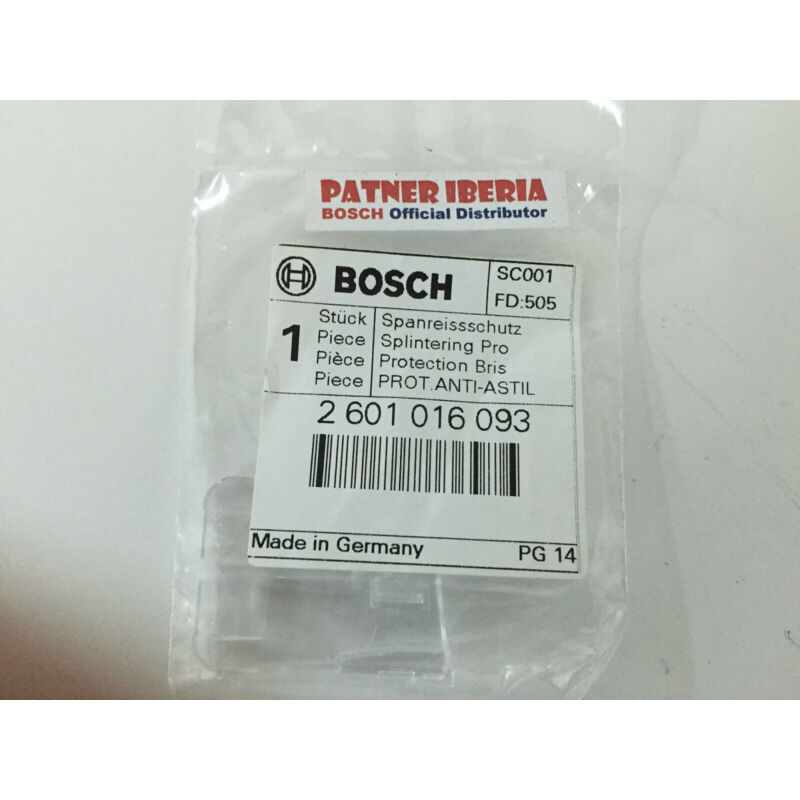 PATNER IBERIA
BOSCH Official Distributor
BOSCH
SC001
FD:505
1
Stück
Piece
Pièce
Piece
Spanreissschutz
Splintering Pro
Protection Bris
PROT.ANTI-ASTIL
2 601 016 093
Made in Germany
PG 14